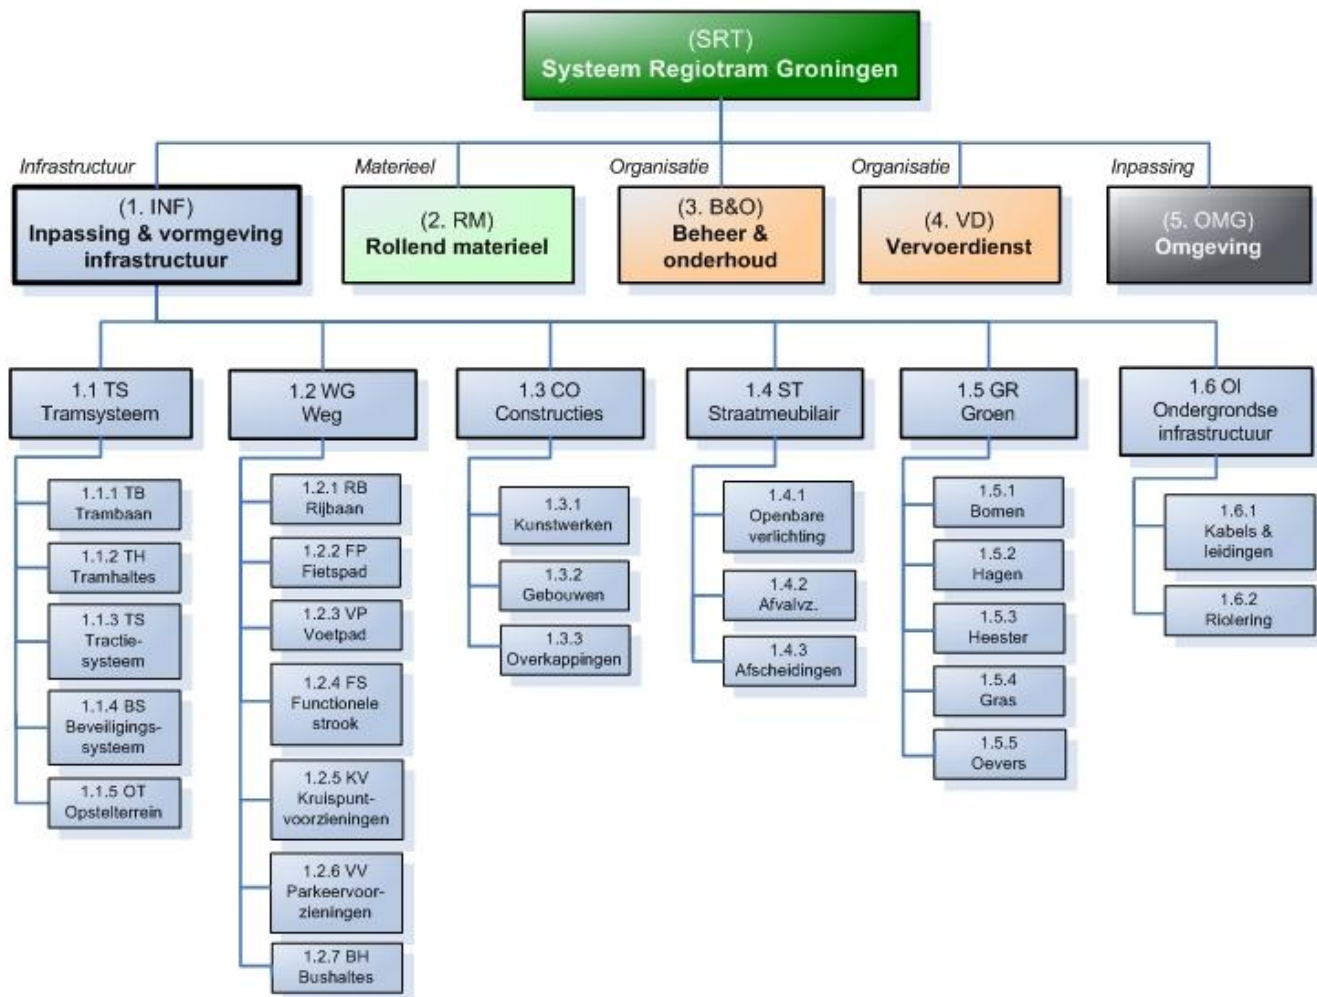 (SRT)
Systeem Regiotram Groningen
Infrastructuur
Materieel
Organisatie
Organisatie
Inpassing
(1. INF)
Inpassing & vormgeving
infrastructuur
(2. RM)
Rollend materieel
(3. B&O)
Beheer &
onderhoud
(4. VD)
Vervoerdienst
(5. OMG)
Omgeving
1.1 TS
Tramsysteem
1.1.1 TB
Trambaan
1.1.2 TH
Tramhaltes
1.1.3 TS
Tractie-
systeem
1.1.4 BS
Beveiligings-
systeem
1.1.5 OT
Opstelterrein
1.2 WG
Weg
1.2.1 RB
Rijbaan
1.2.2 FP
Fietspad
1.2.3 VP
Voetpad
1.2.4 FS
Functionele
strook
1.2.5 KV
Kruispunt-
voorzieningen
1.2.6 VV
Parkeervoor-
zieningen
1.2.7 BH
Bushaltes
1.3 CO
Constructies
1.3.1
Kunstwerken
1.3.2
Gebouwen
1.3.3
Overkappingen
1.4 ST
Straatmeubilair
1.4.1
Openbare
verlichting
1.4.2
Afvalvz.
1.4.3
Afscheidingen
1.5 GR
Groen
1.5.1
Bomen
1.5.2
Hagen
1.5.3
Heester
1.5.4
Gras
1.5.5
Oevers
1.6 OI
Ondergrondse
infrastructuur
1.6.1
Kabels &
leidingen
1.6.2
Riolering